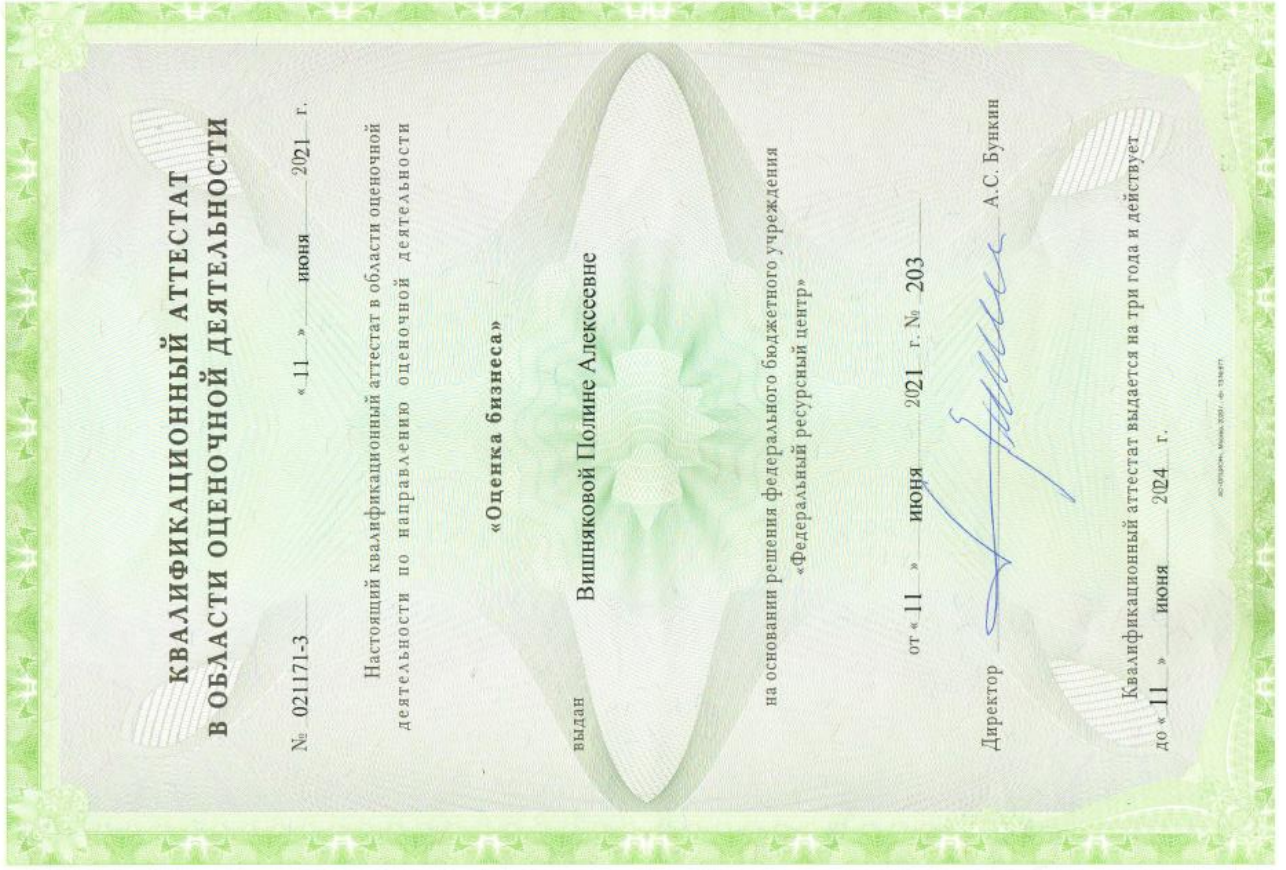 КВАЛИФИКАЦИОННЫЙ АТТЕСТАТ
В ОБЛАСТИ ОЦЕНОЧНОЙ ДЕЯТЕЛЬНОСТИ
№ 021171-3 « 11 » июня 2021 г.
Настоящий квалификационный аттестат в области оценочной
деятельности по направлению оценочной деятельности
«Оценка бизнеса»
выдан Вишняковой Полине Алексеевне
на основании решения федерального бюджетного учреждения
«Федеральный ресурсный центр»
от « 11 » июня 2021 г. № 203
Директор А.С. Бункин
Квалификационный аттестат выдается на три года и действует
до « 11 » июня 2024 г.